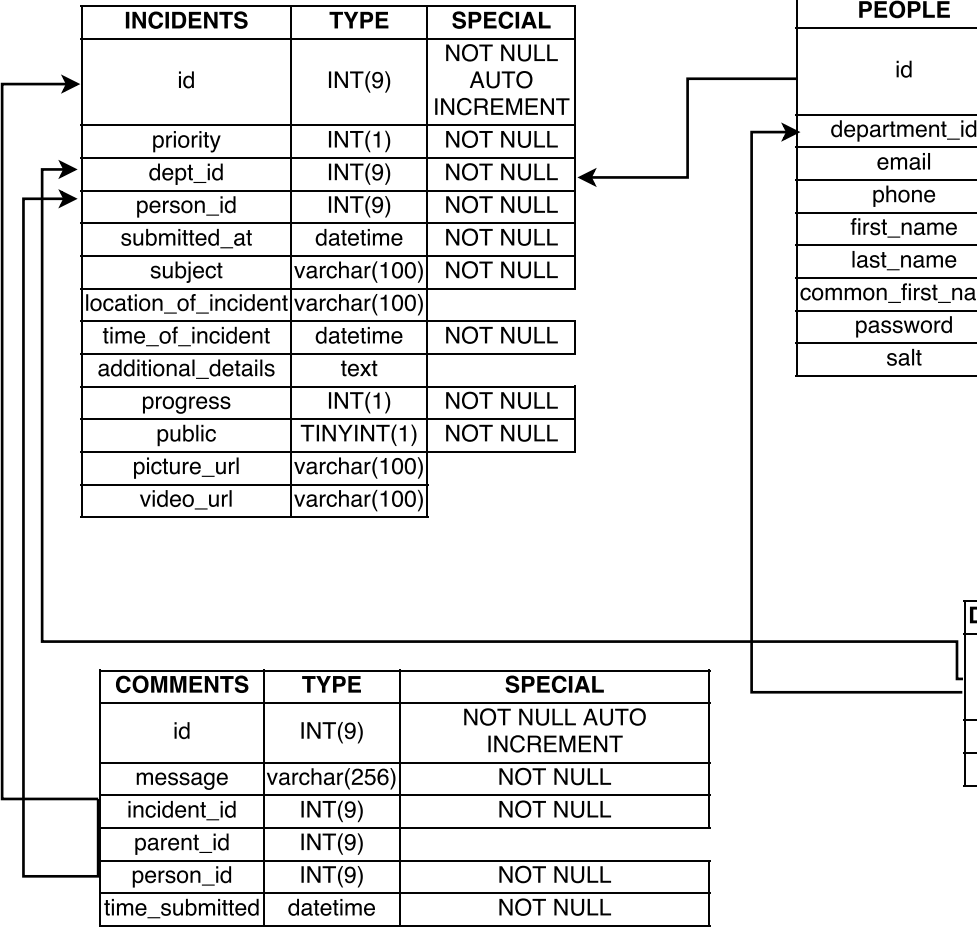 INCIDENTS TYPE SPECIAL
id INT(9) NOT NULL
AUTO
INCREMENT
priority INT(1) NOT NULL
dept_id INT(9) NOT NULL
person_id INT(9) NOT NULL
submitted_at datetime NOT NULL
subject varchar(100) NOT NULL
location_of_incident varchar(100)
time_of_incident datetime NOT NULL
additional_details text
progress INT(1) NOT NULL
public TINYINT(1) NOT NULL
picture_url varchar(100)
video_url varchar(100)
PEOPLE
id
department_id
email
phone
first_name
last_name
common_first_na
password
salt
COMMENTS TYPE SPECIAL
id INT(9) NOT NULL AUTO
INCREMENT
message varchar(256) NOT NULL
incident_id INT(9) NOT NULL
parent_id INT(9)
person_id INT(9) NOT NULL
time_submitted datetime NOT NULL